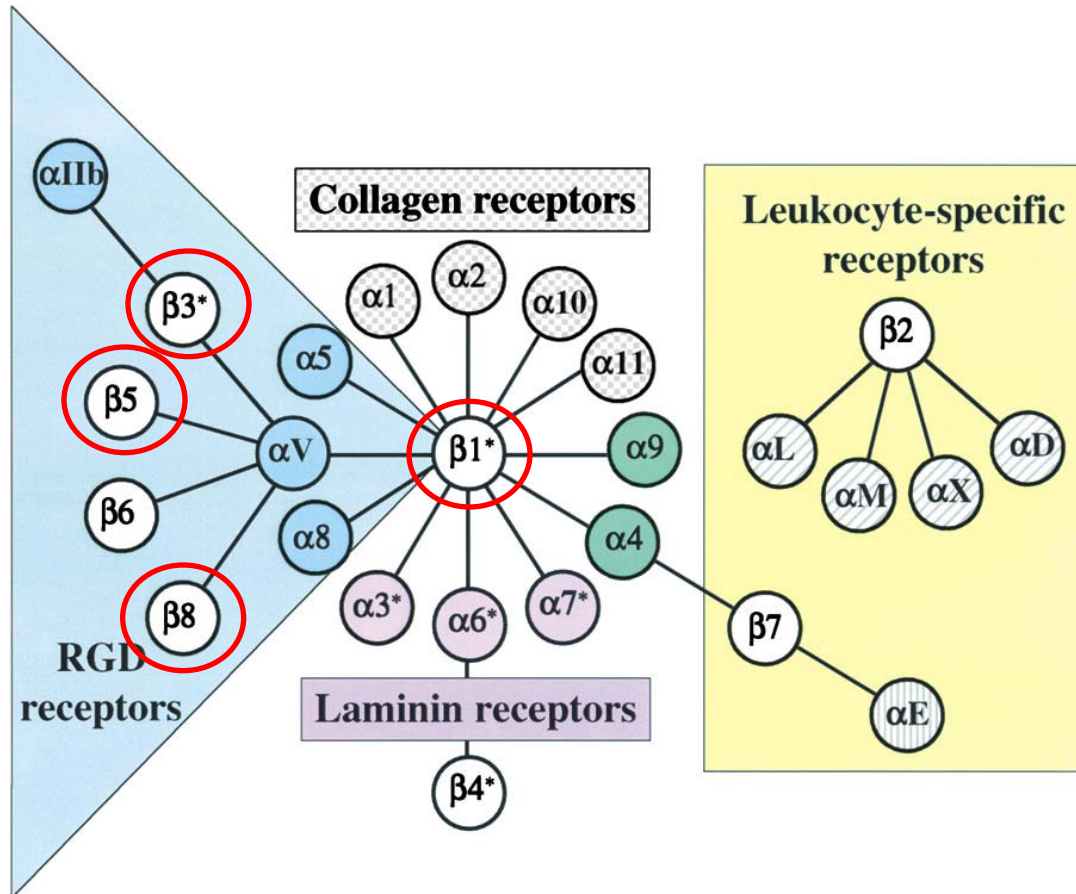 αIIb
β3*
β5
αV
β6
β8
RGD
receptors
Collagen receptors
α1
α2
α10
α11
α5
β1*
α9
α8
α4
α3*
α6*
α7*
Laminin receptors
β4*
Leukocyte-specific
receptors
β2
αL
αM
αX
αD
β7
αE